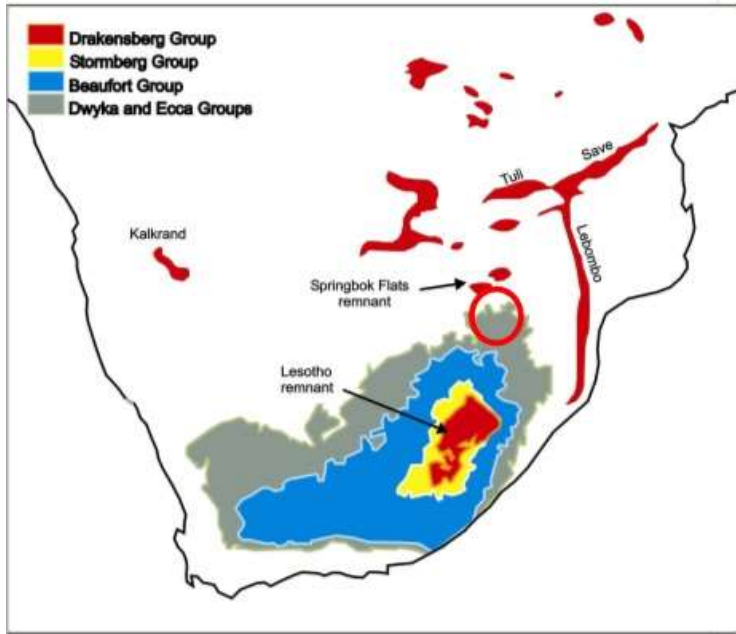 Drakensberg Group
Stormberg Group
Beaufort Group
Dwyka and Ecca Groups
Save
Tuli
Kalkrand
Lebombo
Springbok Flats
remnant
Lesotho
remnant